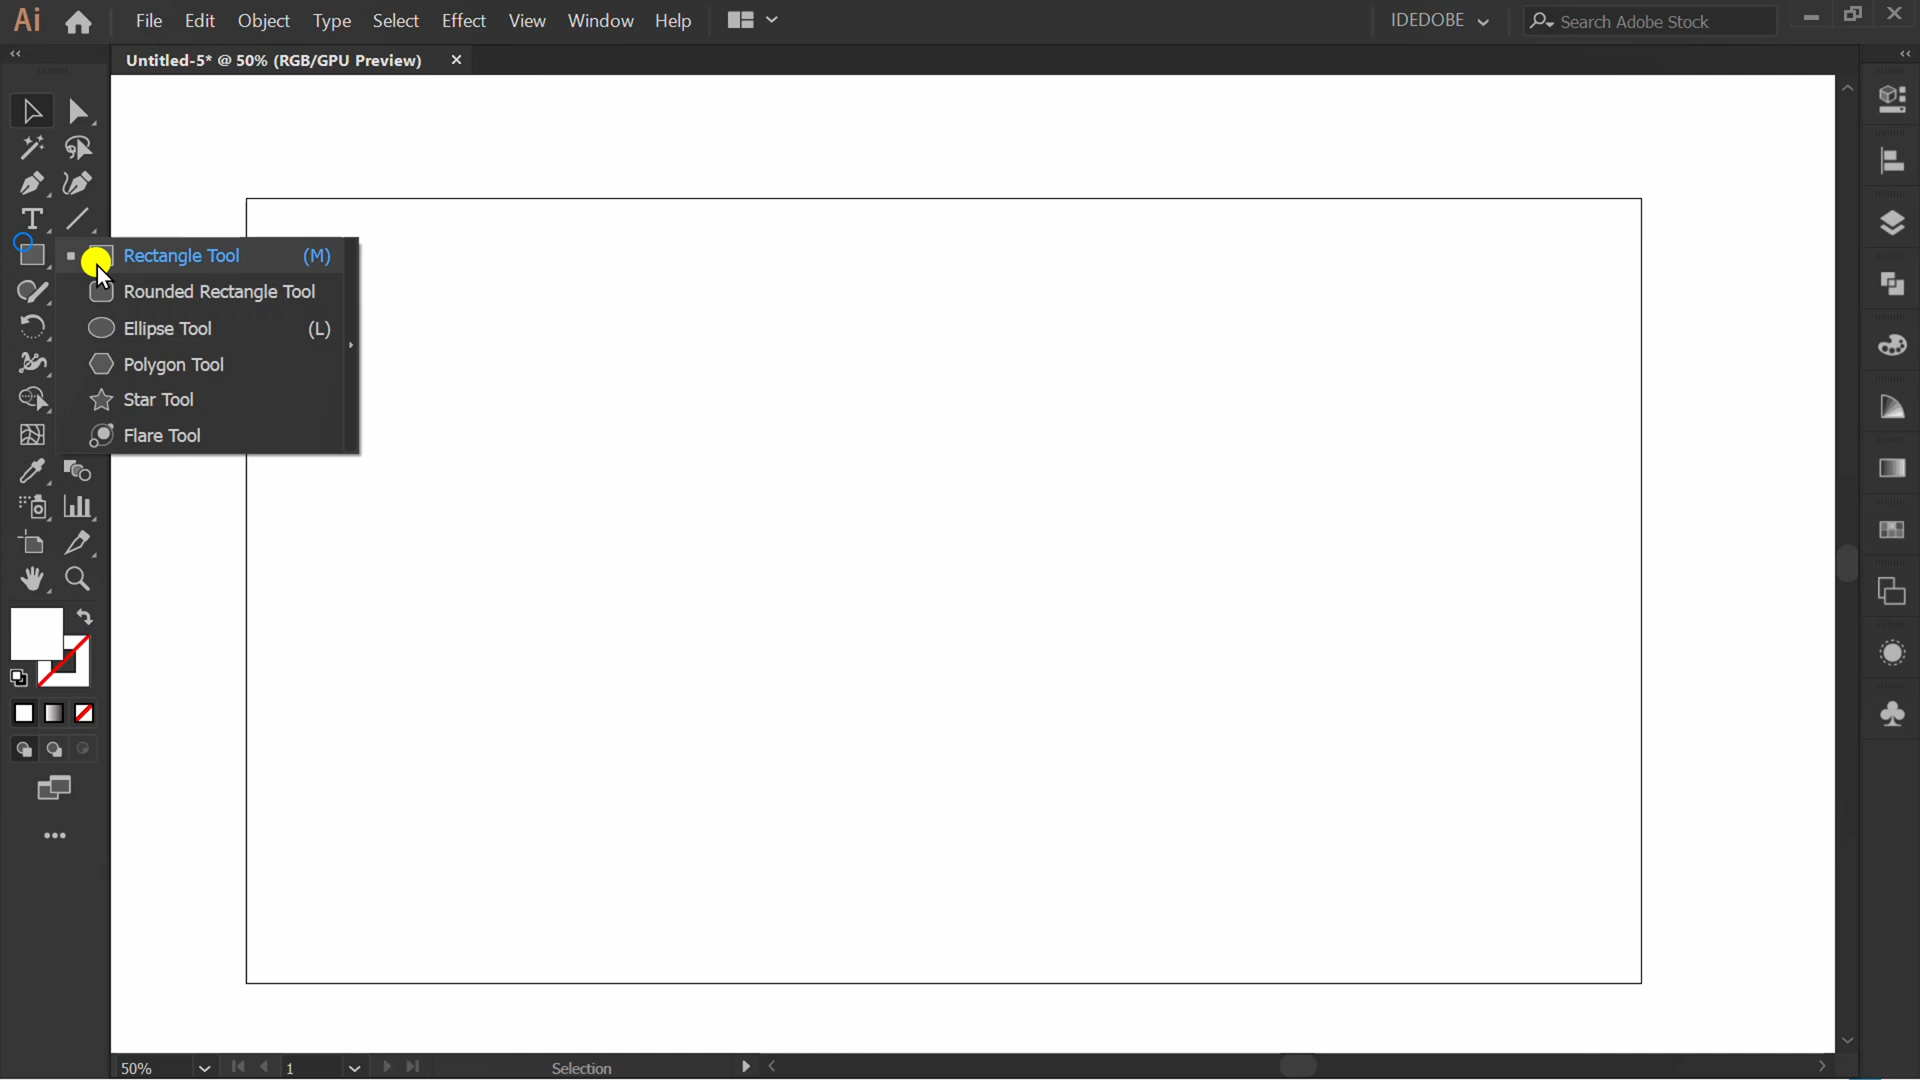 Ai File Edit Object Type Select Effect View Window Help IDEDOBE Search Adobe Stock
Untitled-5* @ 50% (RGB/GPU Preview)
T
Rectangle Tool (M)
Rounded Rectangle Tool
Ellipse Tool (L)
Polygon Tool
Star Tool
Flare Tool
50% 1 Selection